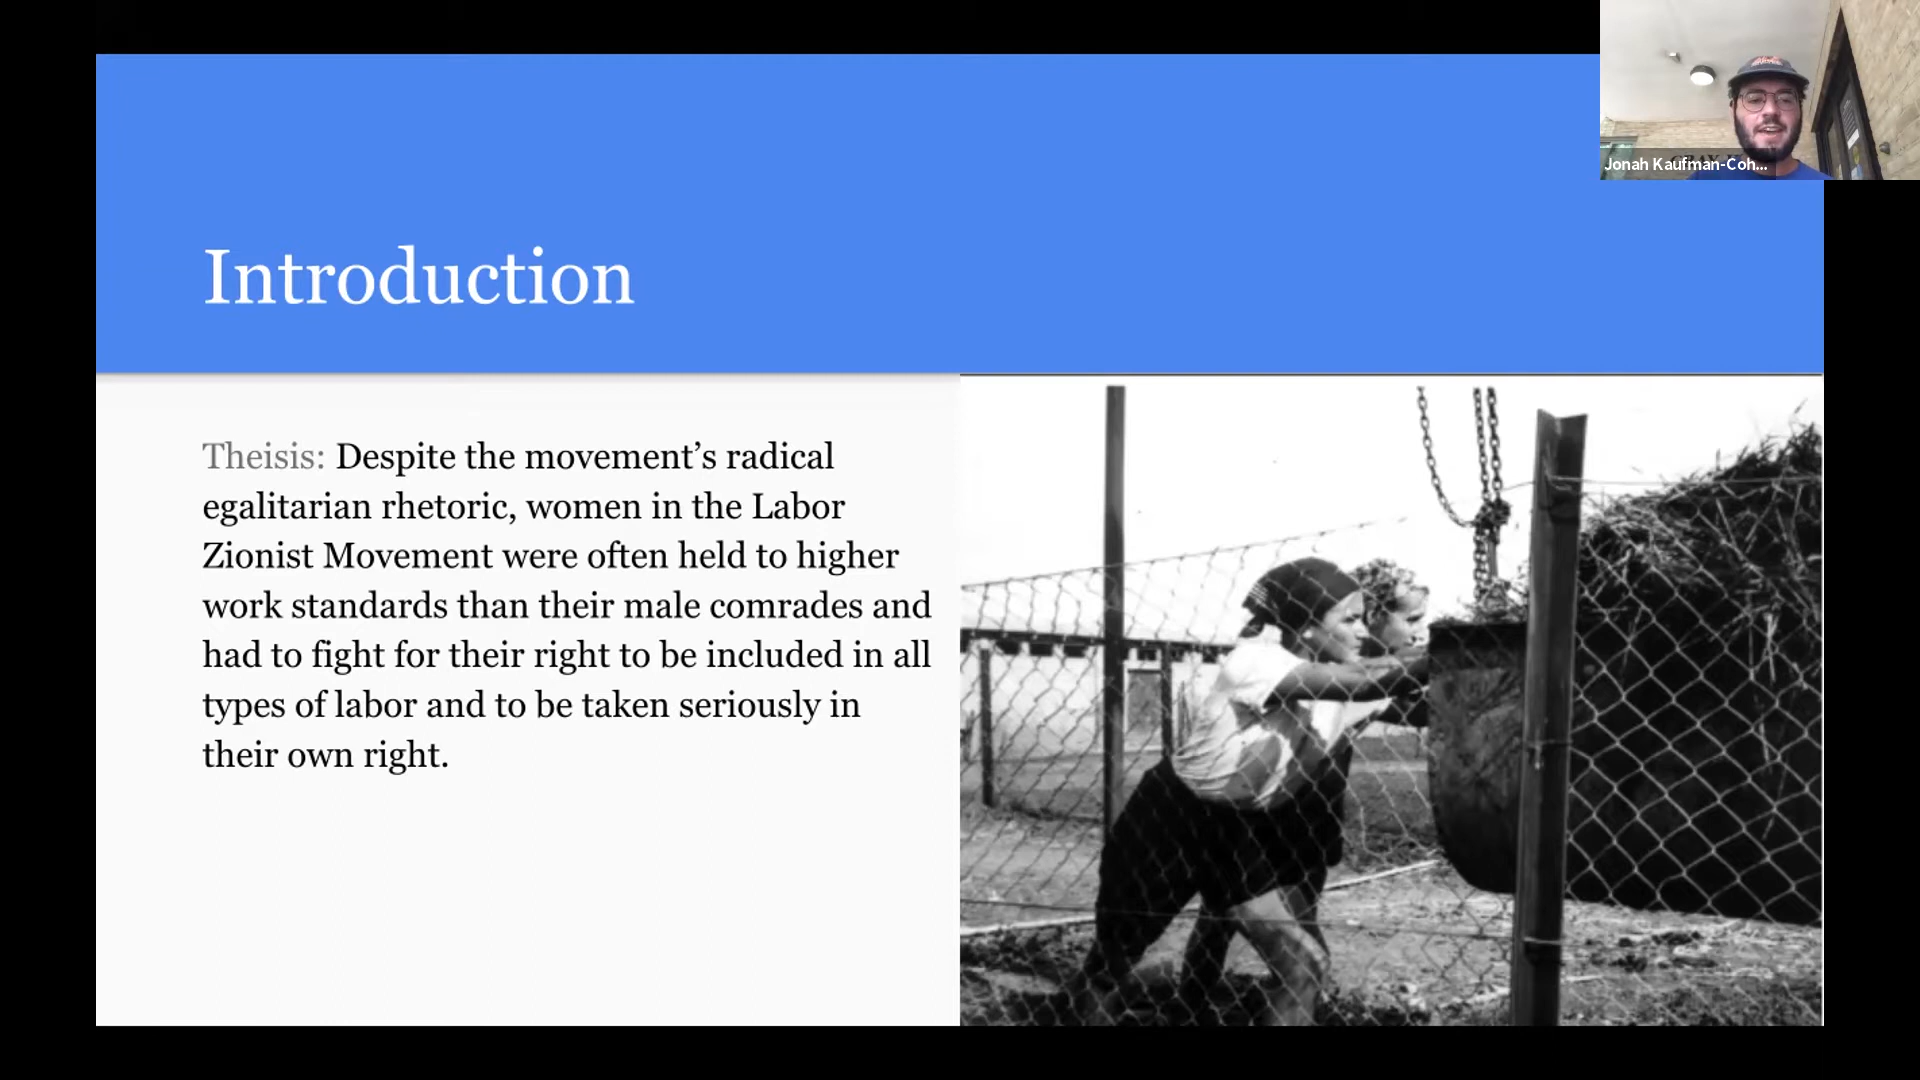 Jonah Kaufman-Coh...
Introduction
Theisis: Despite the movement’s radical
egalitarian rhetoric, women in the Labor
Zionist Movement were often held to higher
work standards than their male comrades and
had to fight for their right to be included in all
types of labor and to be taken seriously in
their own right.